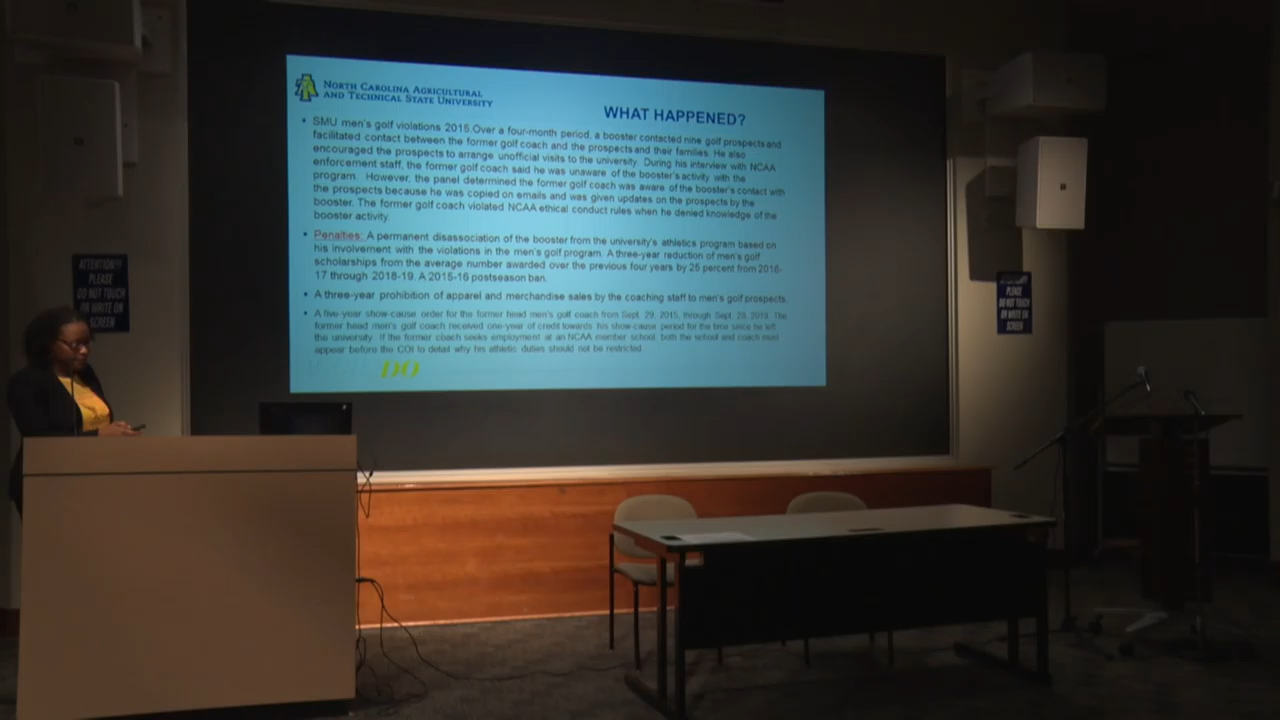 NORTH CAROLINA AGRICULTURAL
AND TECHNICAL STATE UNIVERSITY
WHAT HAPPENED?
• SMU men's golf violations 2015.Over a four-month period, a booster contacted nine golf prospects and
facilitated contact between the former golf coach and the prospects and their families. He also
encouraged the prospects to arrange unofficial visits to the university. During his interview with NCAA
enforcement staff, the former golf coach said he was unaware of the booster's activity with the
program. However, the panel determined the former golf coach was aware of the booster's contact with
the prospects because he was copied on emails and was given updates on the prospects by the
booster. The former golf coach violated NCAA ethical conduct rules when he denied knowledge of the
booster activity.
• Penalties: A permanent disassociation of the booster from the university's athletics program based on
his involvement with the violations in the men's golf program. A three-year reduction of men's golf
scholarships from the average number awarded over the previous four years by 25 percent from 2016-
17 through 2018-19. A 2015-16 postseason ban.
• A three-year prohibition of apparel and merchandise sales by the coaching staff to men's golf prospects.
• A five-year show-cause order for the former head men's golf coach from Sept. 29, 2015, through Sept. 28, 2019. The
former head men's golf coach received one-year of credit towards his show-cause period for the time since he left
the university. If the former coach seeks employment at an NCAA member school, both the school and coach must
appear before the COI to detail why his athletic duties should not be restricted.
DO
ATTENTION!!!
PLEASE
DO NOT TOUCH
OR WRITE ON
SCREEN
PLEASE
DO NOT TOUCH
OR WRITE ON
SCREEN